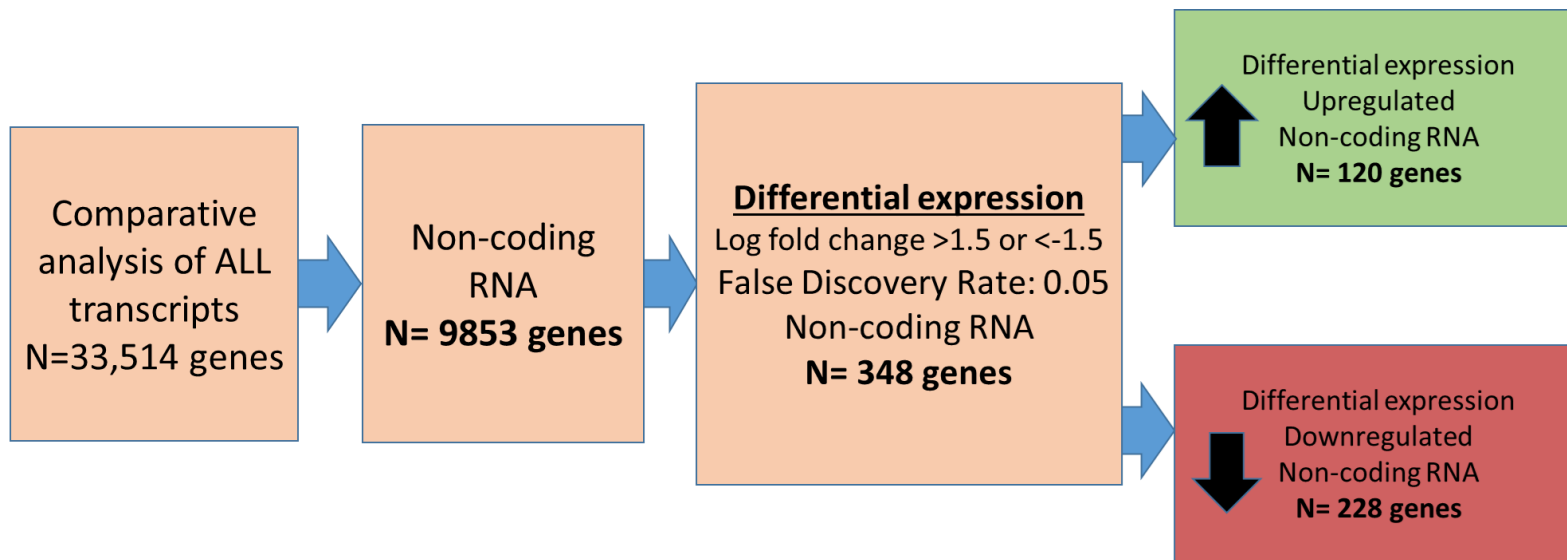 Comparative
analysis of ALL
transcripts
N=33,514 genes
Non-coding
RNA
N= 9853 genes
Differential expression
Log fold change >1.5 or <-1.5
False Discovery Rate: 0.05
Non-coding RNA
N= 348 genes
Differential expression
Upregulated
Non-coding RNA
N= 120 genes
Differential expression
Downregulated
Non-coding RNA
N= 228 genes